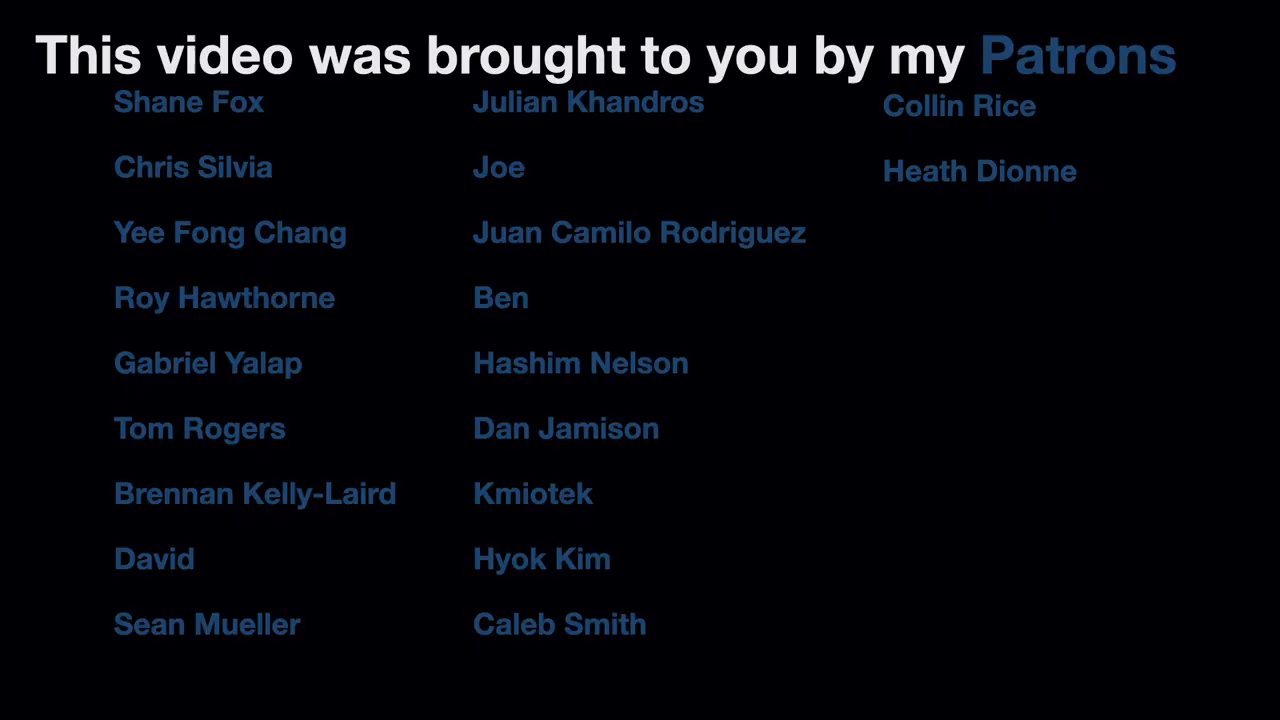 This video was brought to you by my Patrons
Shane Fox
Chris Silvia
Yee Fong Chang
Roy Hawthorne
Gabriel Yalap
Tom Rogers
Brennan Kelly-Laird
David
Sean Mueller
Julian Khandros
Joe
Juan Camilo Rodriguez
Ben
Hashim Nelson
Dan Jamison
Kmiotek
Hyok Kim
Caleb Smith
Collin Rice
Heath Dionne